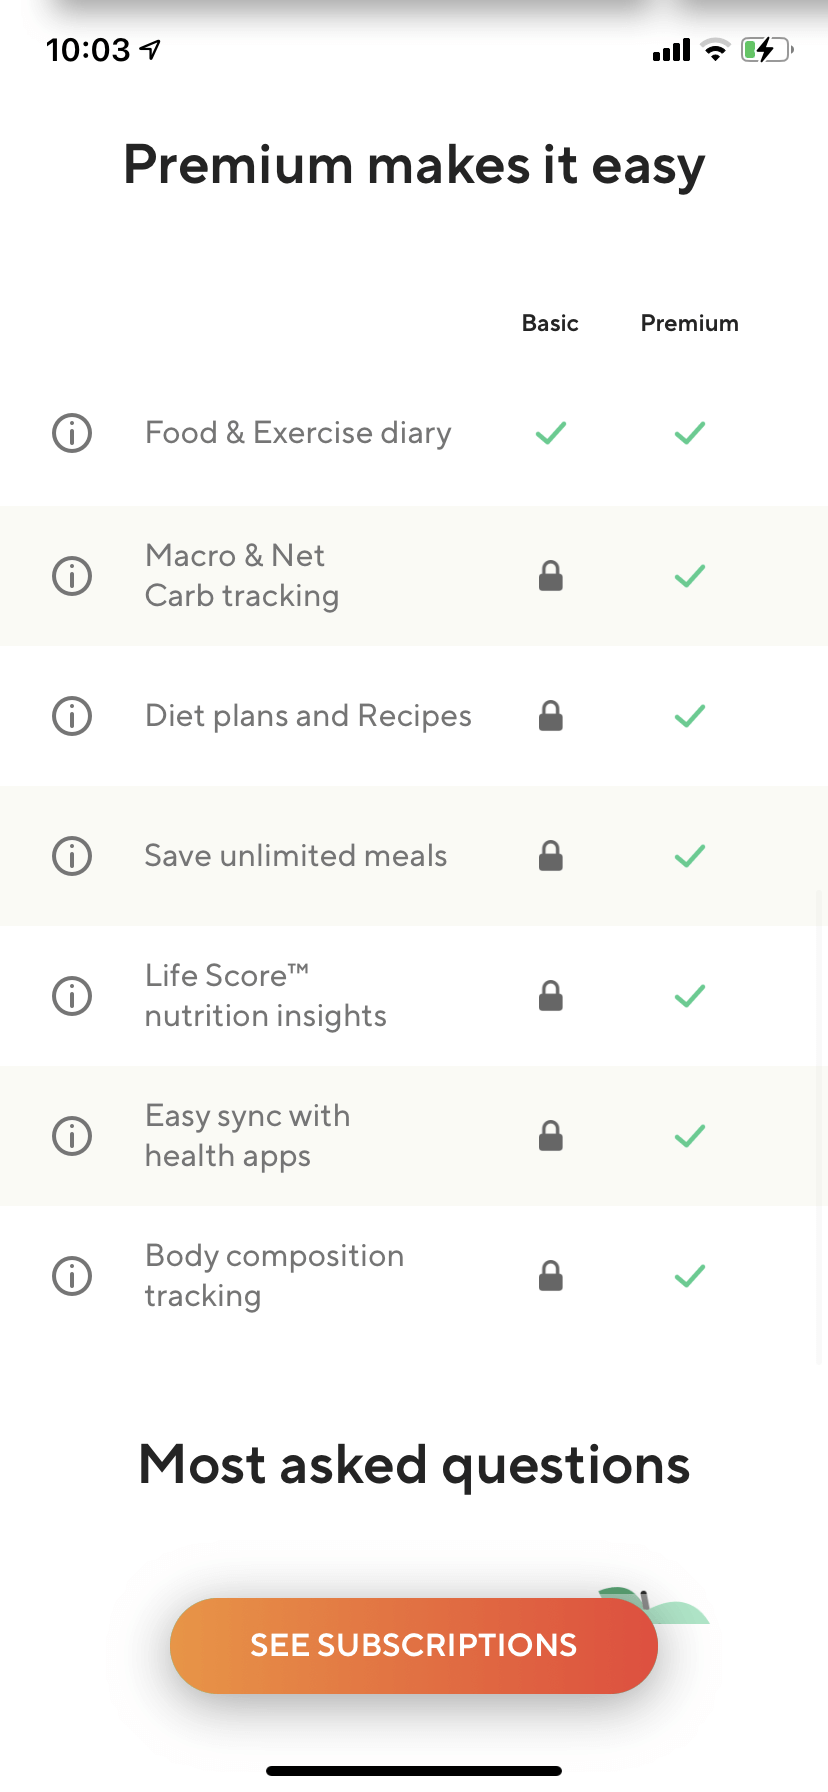 10:03
Premium makes it easy
Basic Premium
Food & Exercise diary
Macro & Net
Carb tracking
Diet plans and Recipes
Save unlimited meals
Life Score™
nutrition insights
Easy sync with
health apps
Body composition
tracking
Most asked questions
SEE SUBSCRIPTIONS